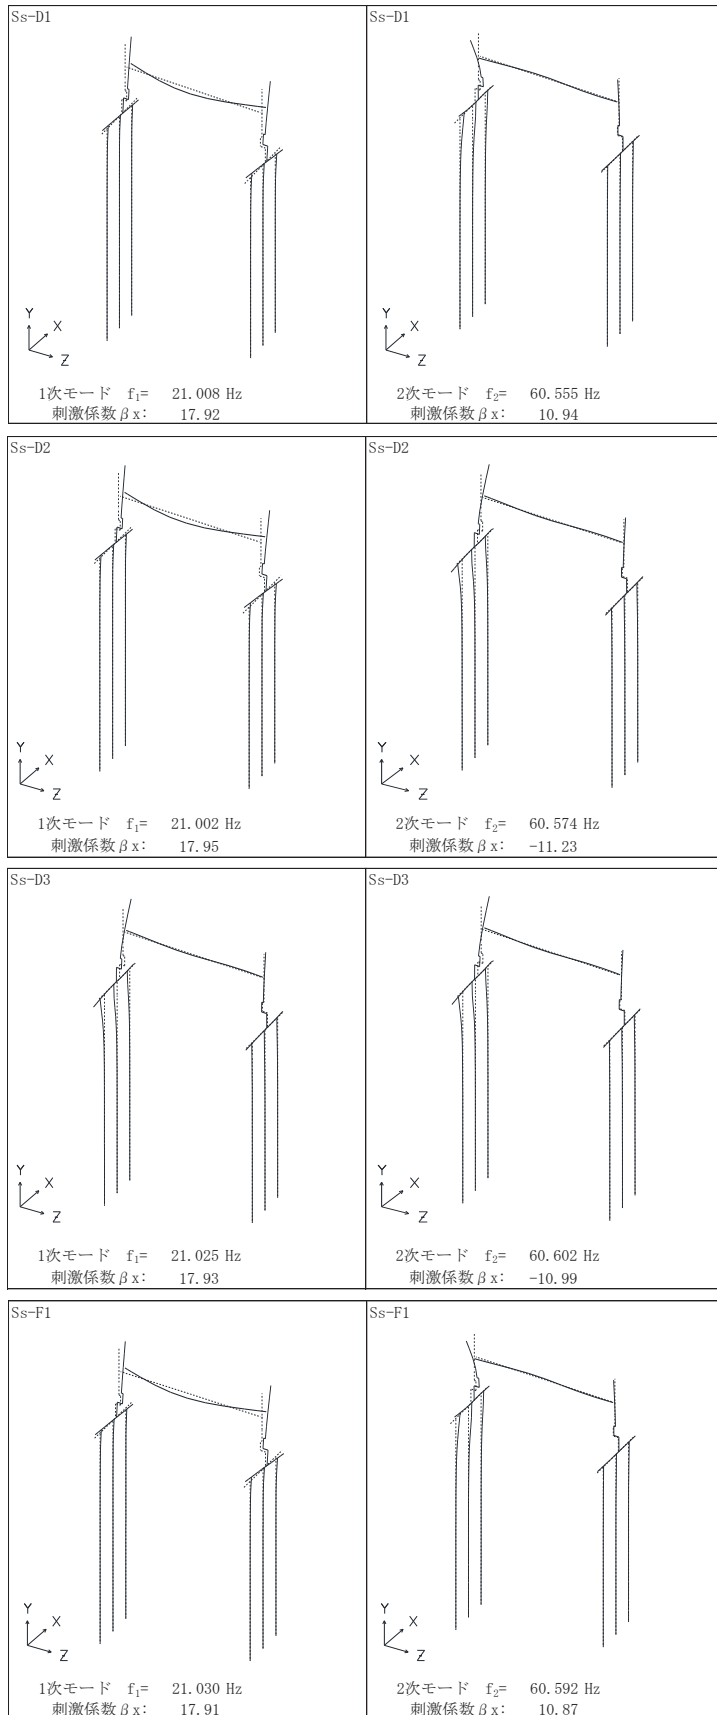 Ss-D1
Y
X
Z
1次モード f₁= 21.008 Hz
刺激係数βx: 17.92
Ss-D1
Y
X
Z
2次モード f₂= 60.555 Hz
刺激係数βx: 10.94
Ss-D2
Y
X
Z
1次モード f₁= 21.002 Hz
刺激係数βx: 17.95
Ss-D2
Y
X
Z
2次モード f₂= 60.574 Hz
刺激係数βx: -11.23
Ss-D3
Y
X
Z
1次モード f₁= 21.025 Hz
刺激係数βx: 17.93
Ss-D3
Y
X
Z
2次モード f₂= 60.602 Hz
刺激係数βx: -10.99
Ss-F1
Y
X
Z
1次モード f₁= 21.030 Hz
刺激係数βx: 17.91
Ss-F1
Y
X
Z
2次モード f₂= 60.592 Hz
刺激係数βx: 10.87